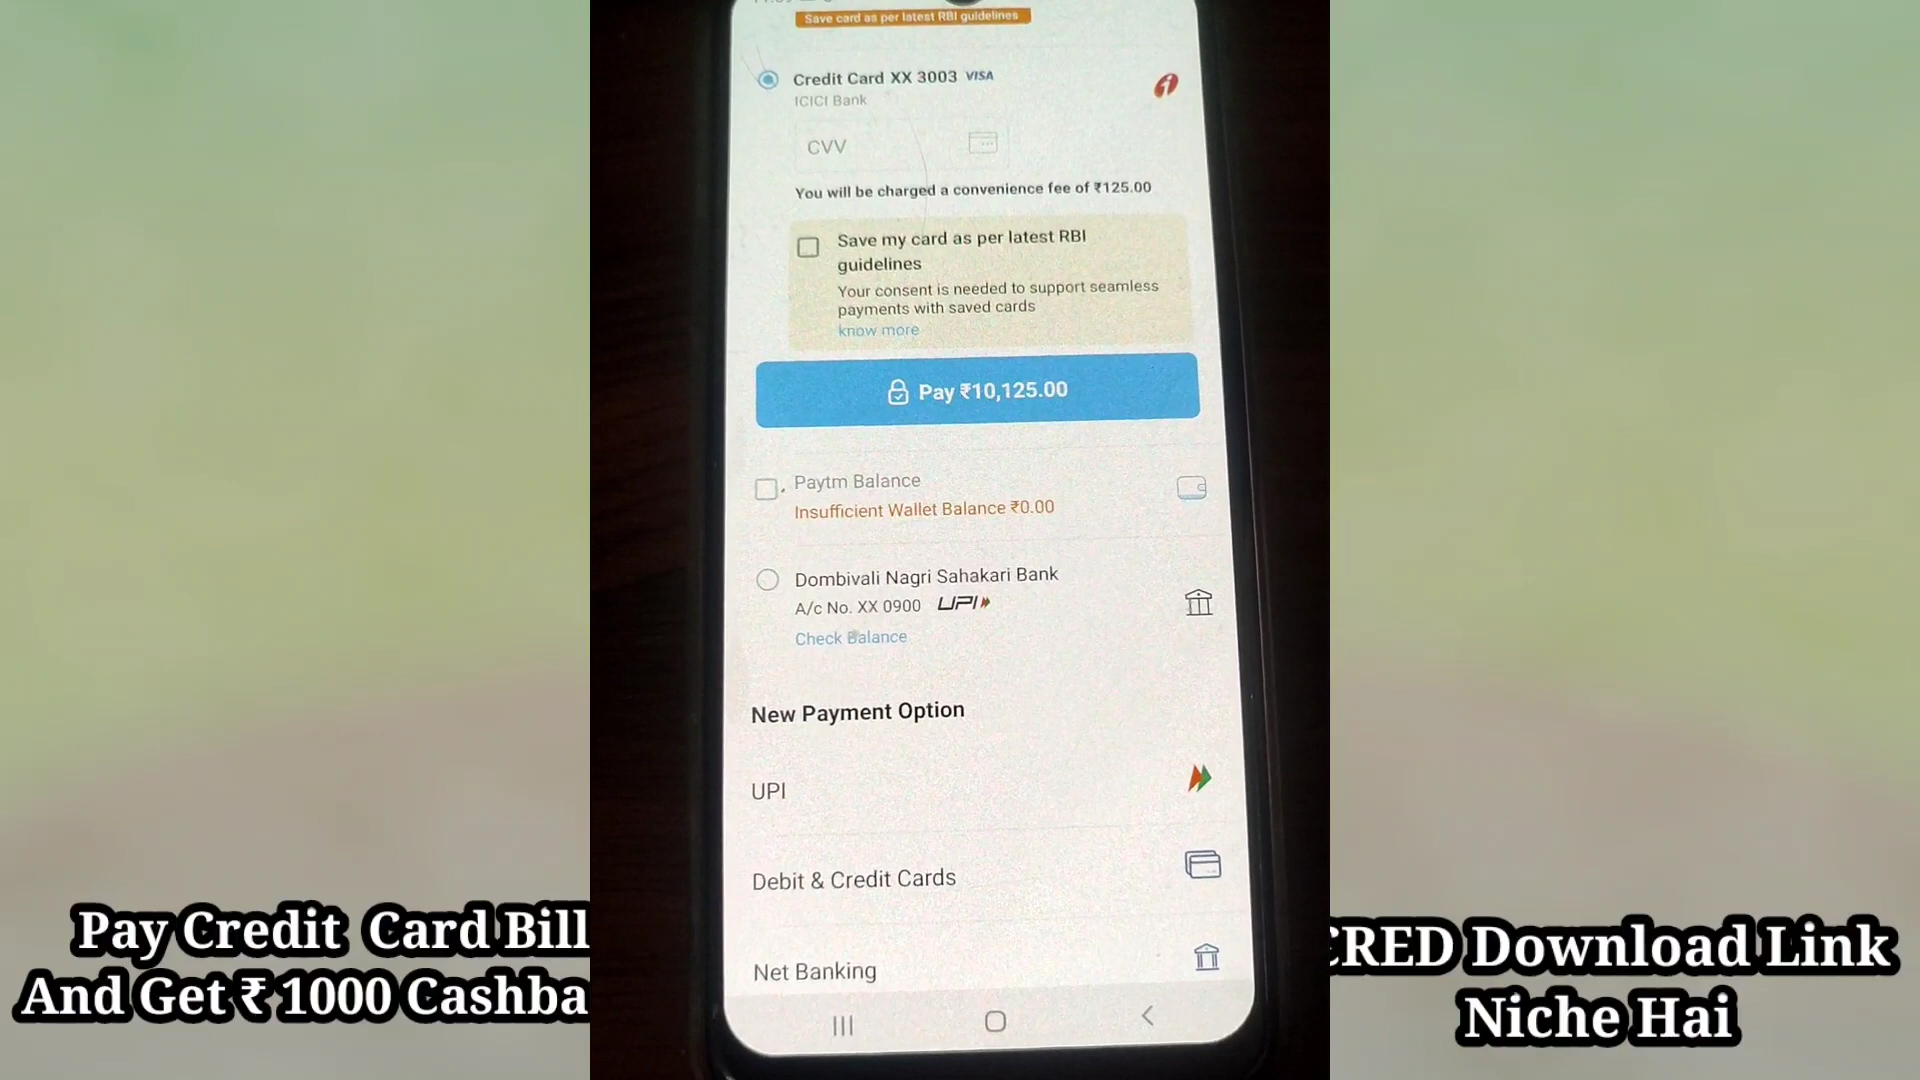 Save card as per latest RBI guidelines
Credit Card XX 3003 VISA
ICICI Bank
CVV
You will be charged a convenience fee of ₹125.00
Save my card as per latest RBI
guidelines
Your consent is needed to support seamless
payments with saved cards
know more
Pay ₹10,125.00
Paytm Balance
Insufficient Wallet Balance ₹0.00
Dombivali Nagri Sahakari Bank
A/c No. XX 0900 UPI
Check Balance
New Payment Option
UPI
Debit & Credit Cards
Net Banking
Pay Credit Card Bill
And Get ₹ 1000 Cashba
CRED Download Link
Niche Hai